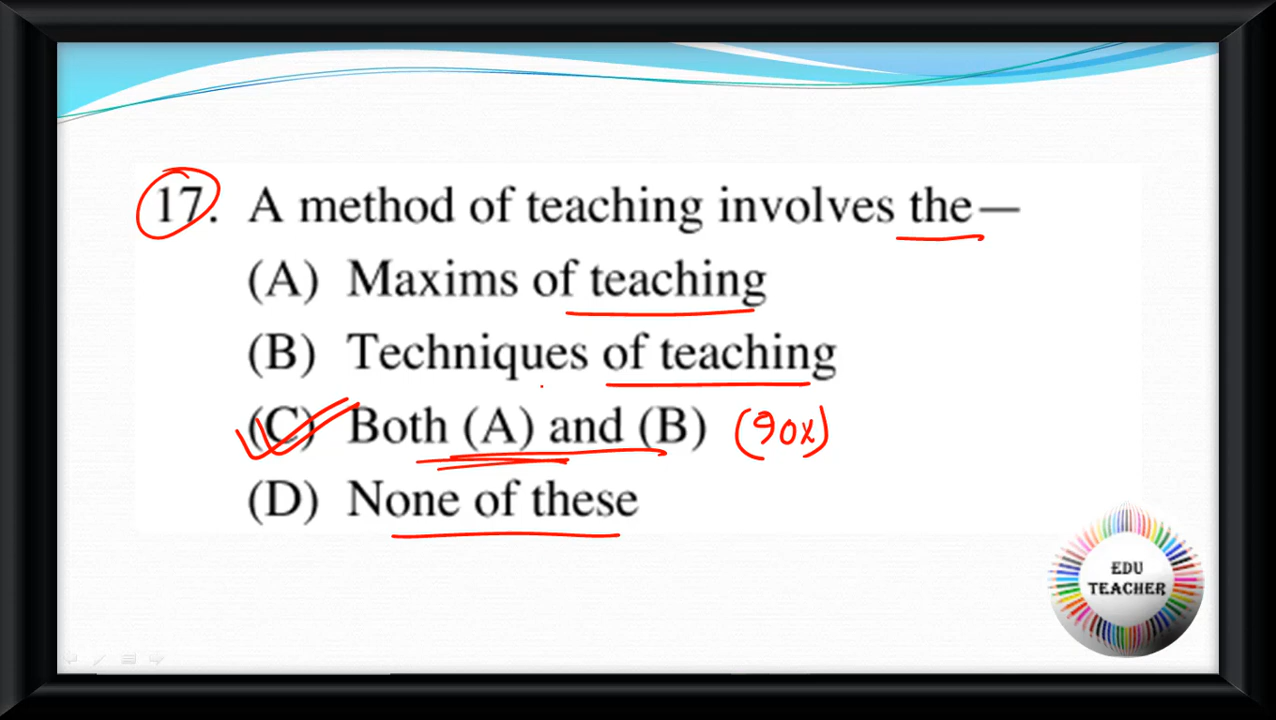 17. A method of teaching involves the—
(A) Maxims of teaching
(B) Techniques of teaching
(C) Both (A) and (B) (90x)
(D) None of these
EDU
TEACHER